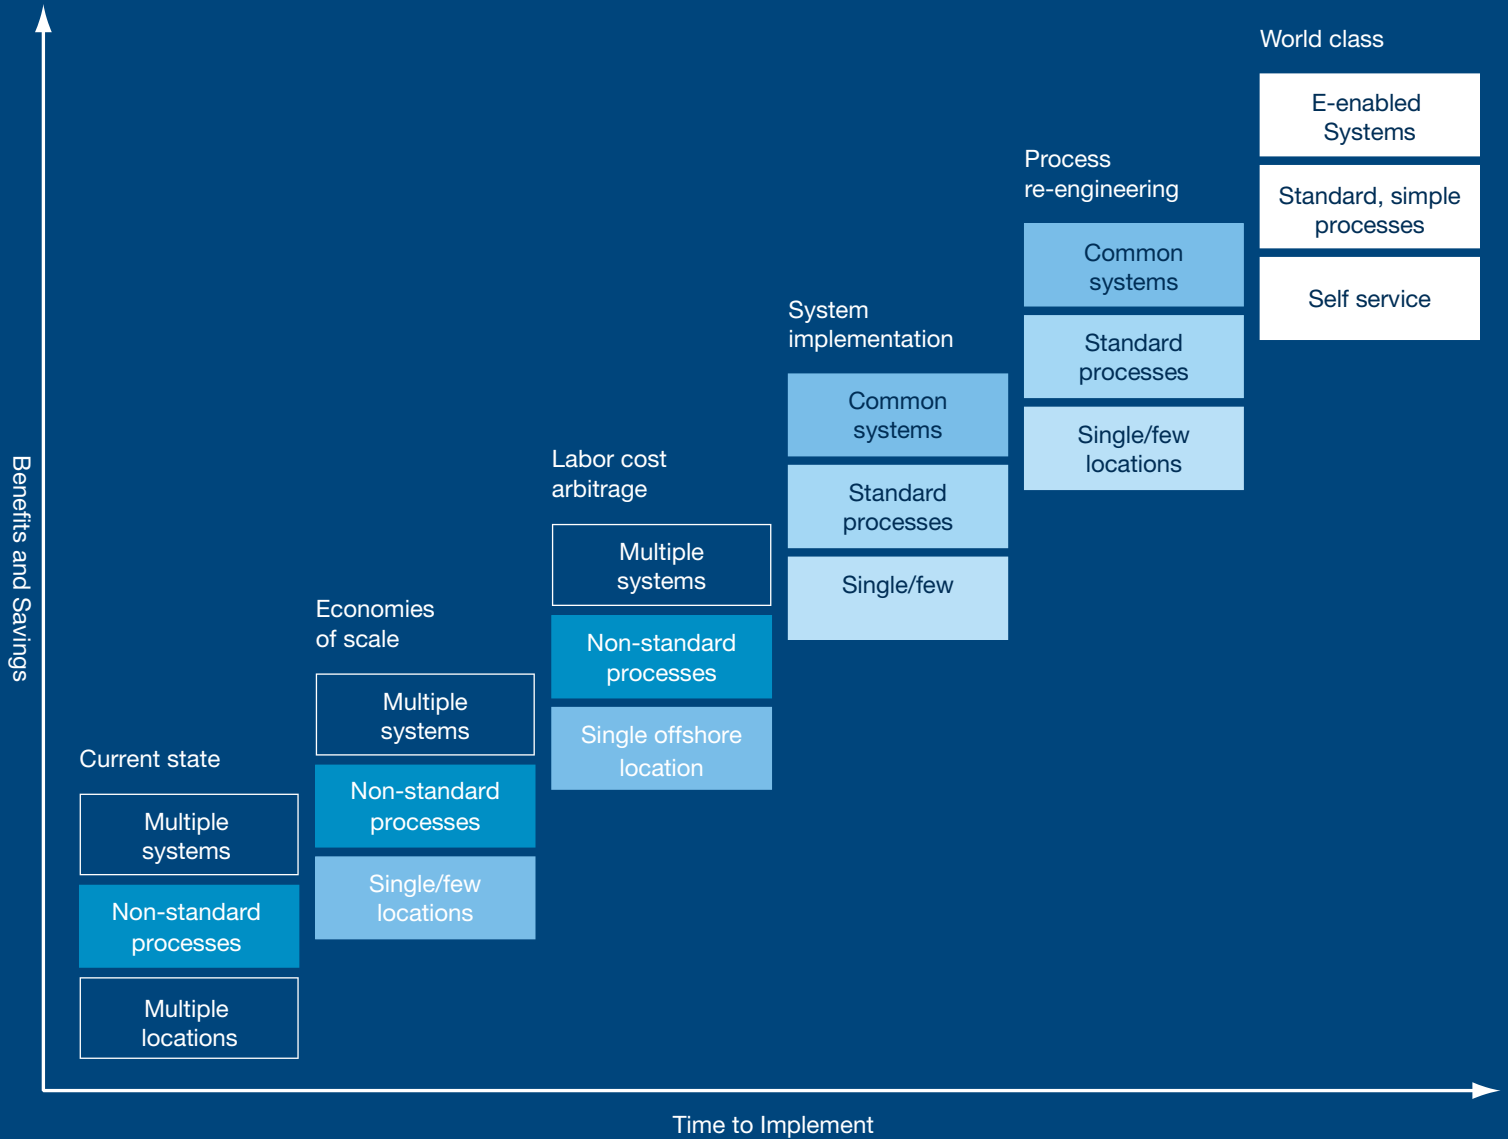 World class
E-enabled
Systems
Standard, simple
processes
Self service
Process
re-engineering
Common
systems
Standard
processes
Single/few
locations
System
implementation
Common
systems
Standard
processes
Single/few
Labor cost
arbitrage
Multiple
systems
Non-standard
processes
Single offshore
location
Economies
of scale
Multiple
systems
Non-standard
processes
Single/few
locations
Current state
Multiple
systems
Non-standard
processes
Multiple
locations
Benefits and Savings
Time to Implement